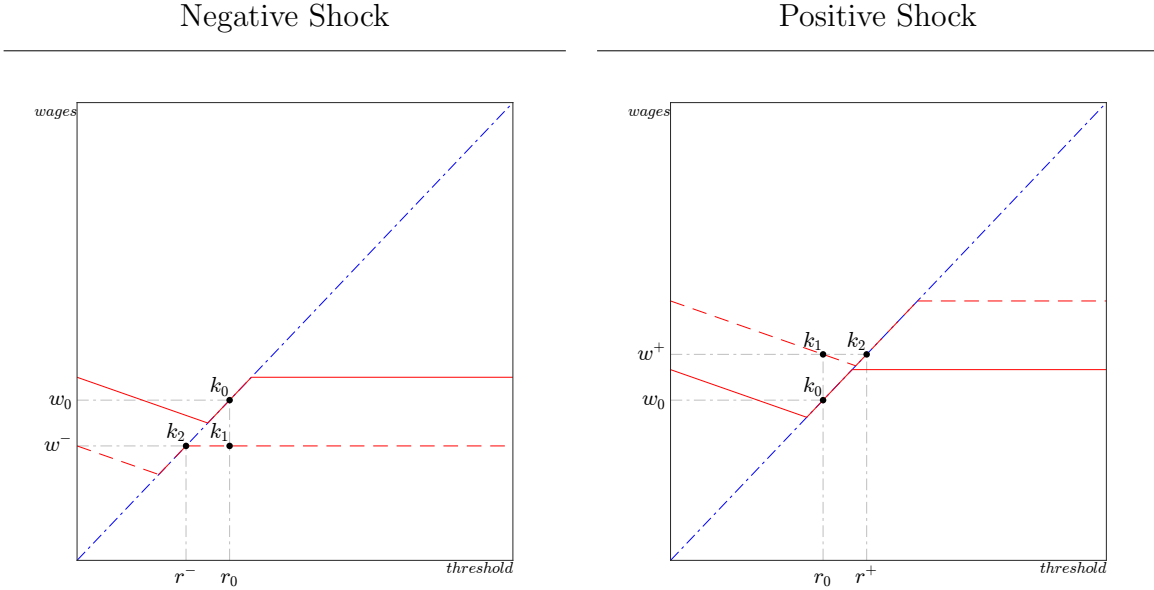 Negative Shock
wages
k₀
w₀
k₂ k₁
w⁻
threshold
r⁻ r₀
Positive Shock
wages
k₁ k₂
w⁺
k₀
w₀
threshold
r₀ r⁺